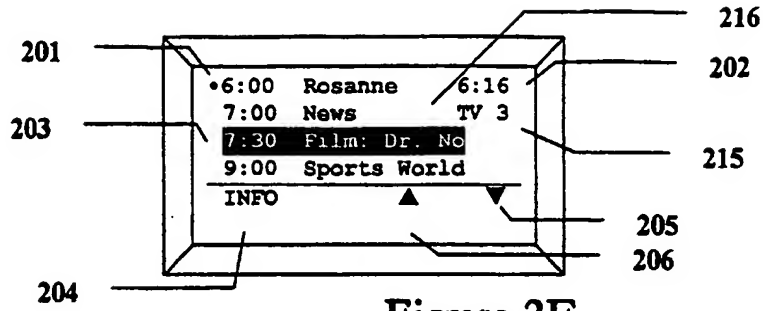 216
201
202
•6:00 Rosanne 6:16
7:00 News TV 3
203
7:30 Film: Dr. No
215
9:00 Sports World
INFO ▲ ▼
205
206
204